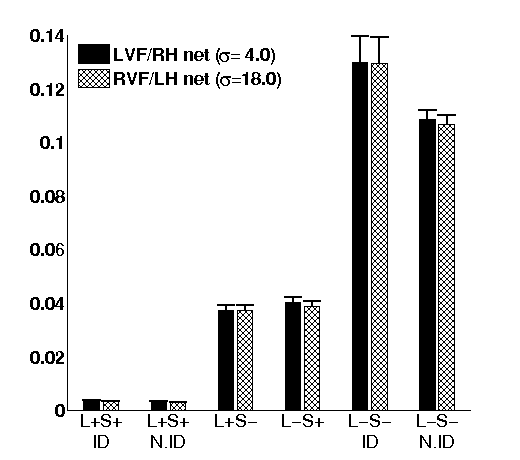 0.14
LVF/RH net (σ= 4.0)
RVF/LH net (σ=18.0)
0.12
0.1
0.08
0.06
0.04
0.02
0
L+S+ L+S+ L+S− L−S+ L−S− L−S−
ID N.ID ID N.ID